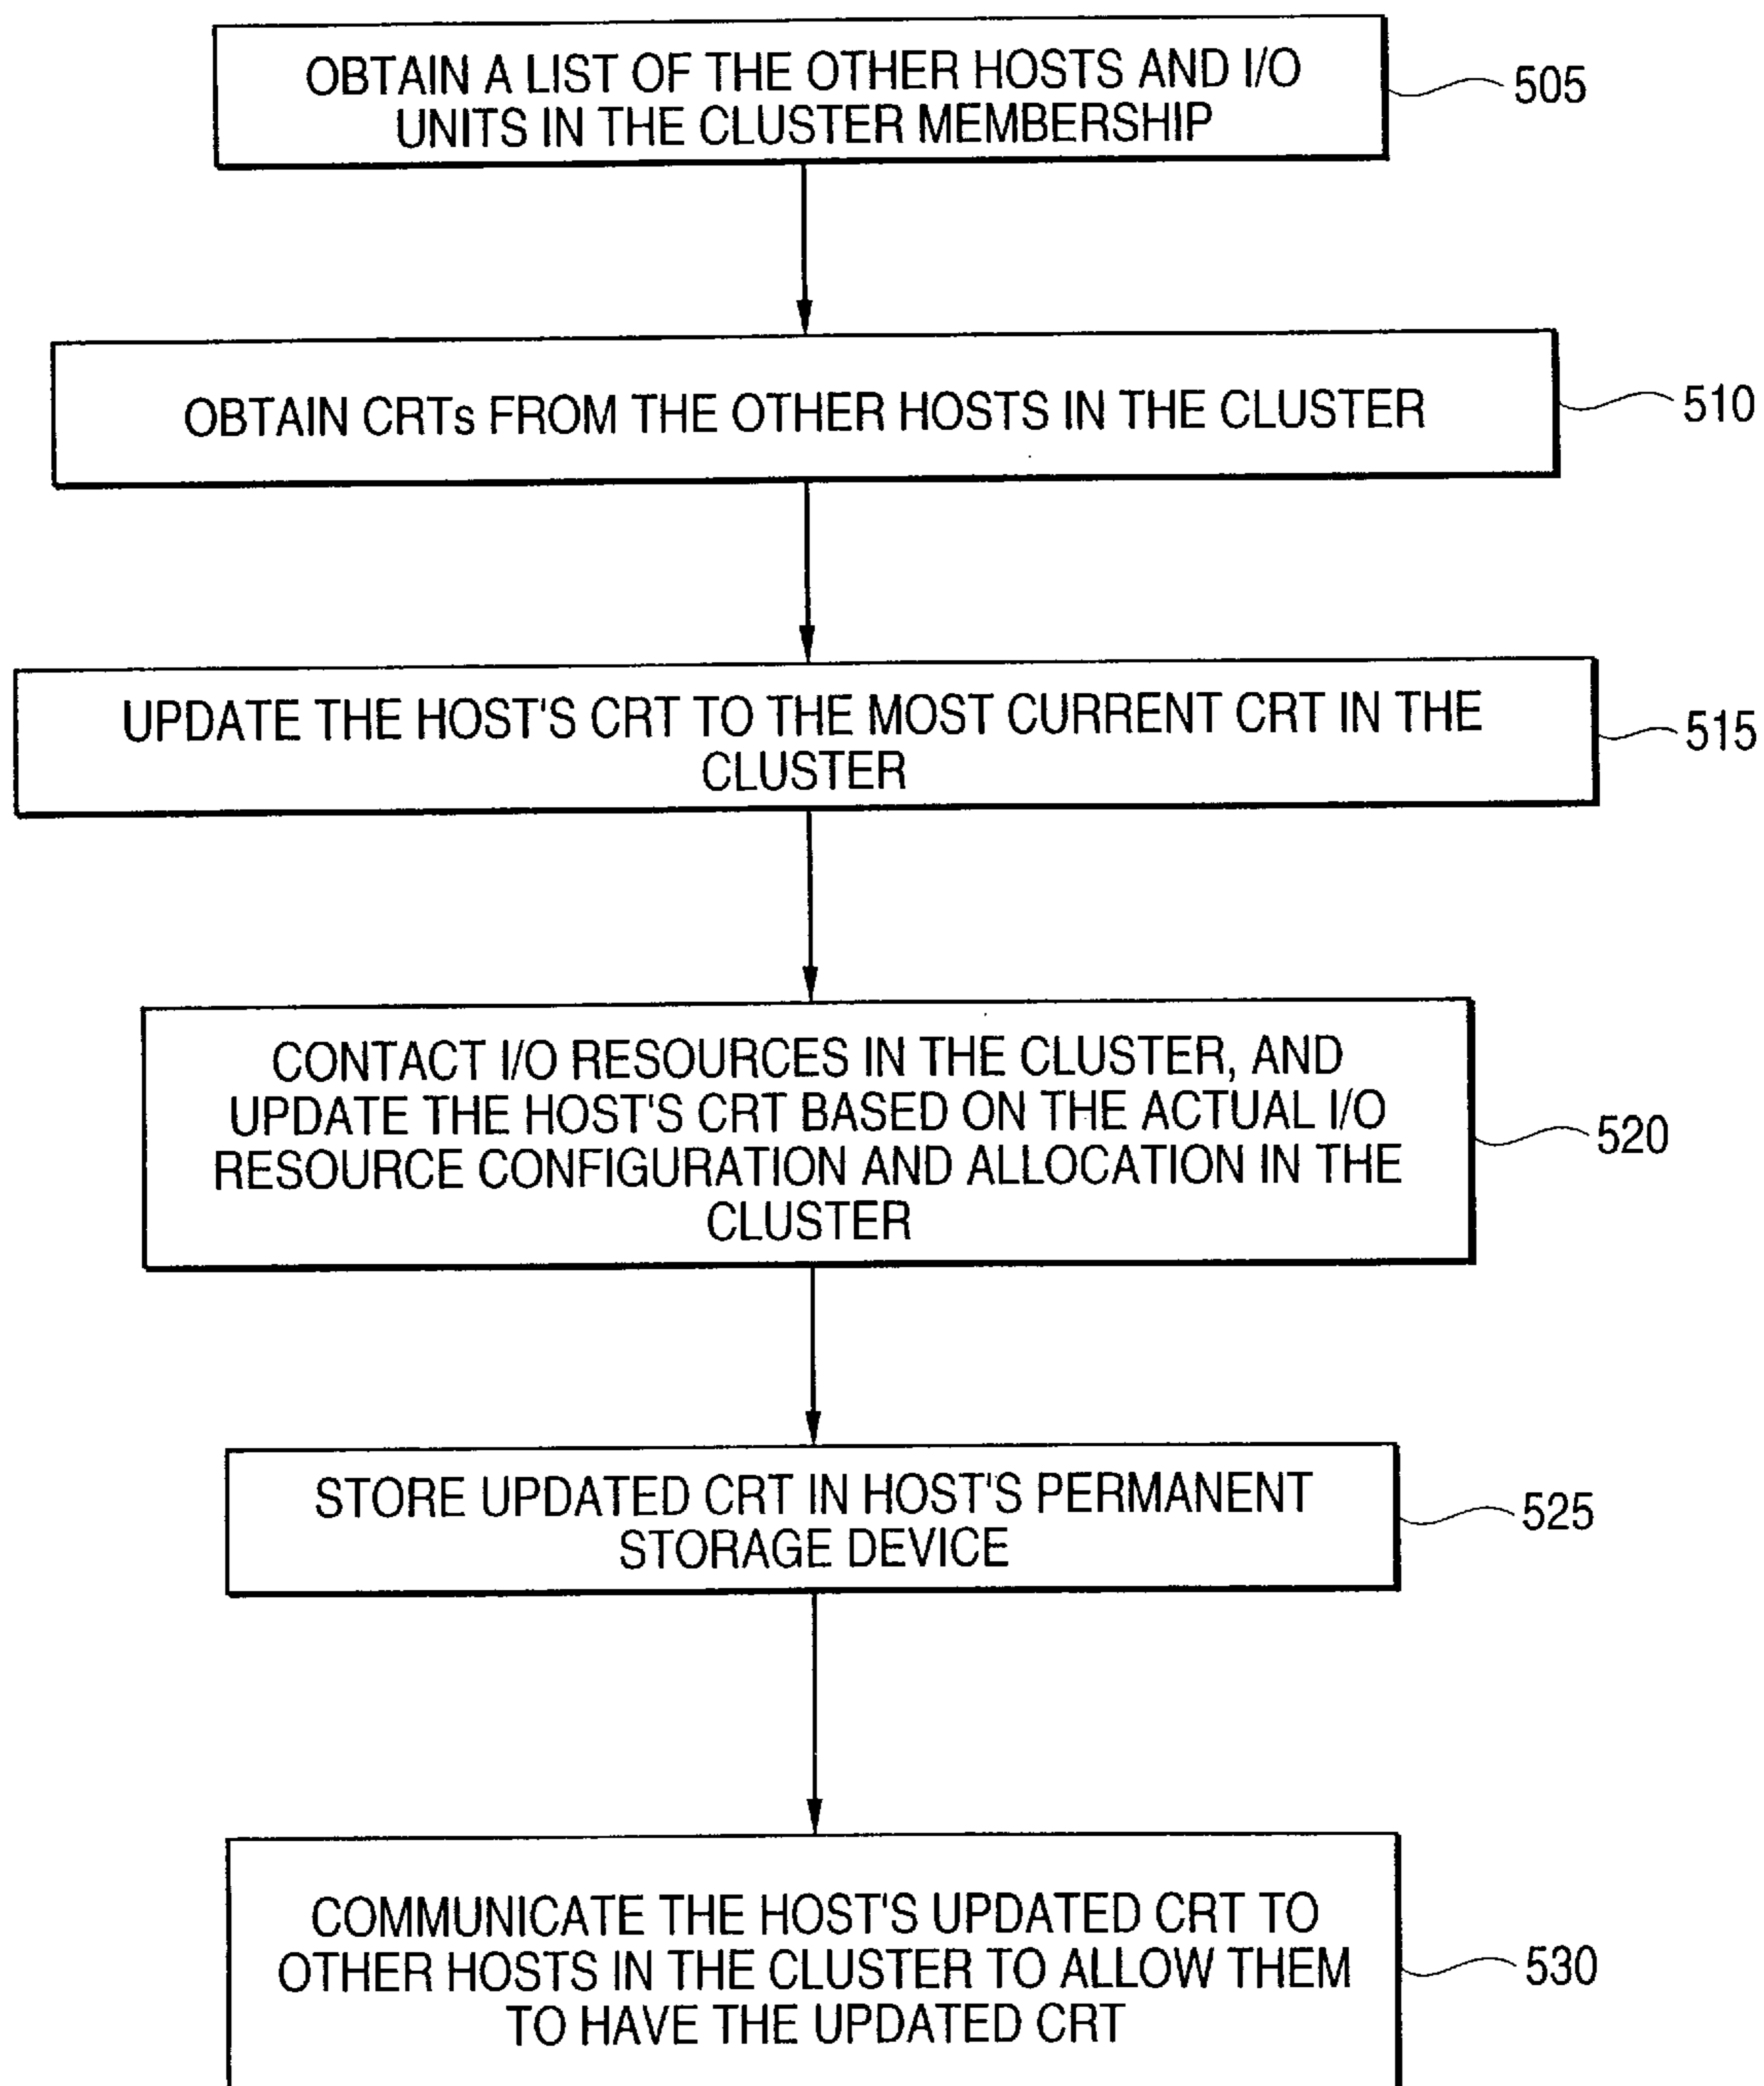 OBTAIN A LIST OF THE OTHER HOSTS AND I/O
UNITS IN THE CLUSTER MEMBERSHIP
505
OBTAIN CRTs FROM THE OTHER HOSTS IN THE CLUSTER
510
UPDATE THE HOST'S CRT TO THE MOST CURRENT CRT IN THE
CLUSTER
515
CONTACT I/O RESOURCES IN THE CLUSTER, AND
UPDATE THE HOST'S CRT BASED ON THE ACTUAL I/O
RESOURCE CONFIGURATION AND ALLOCATION IN THE
CLUSTER
520
STORE UPDATED CRT IN HOST'S PERMANENT
STORAGE DEVICE
525
COMMUNICATE THE HOST'S UPDATED CRT TO
OTHER HOSTS IN THE CLUSTER TO ALLOW THEM
TO HAVE THE UPDATED CRT
530